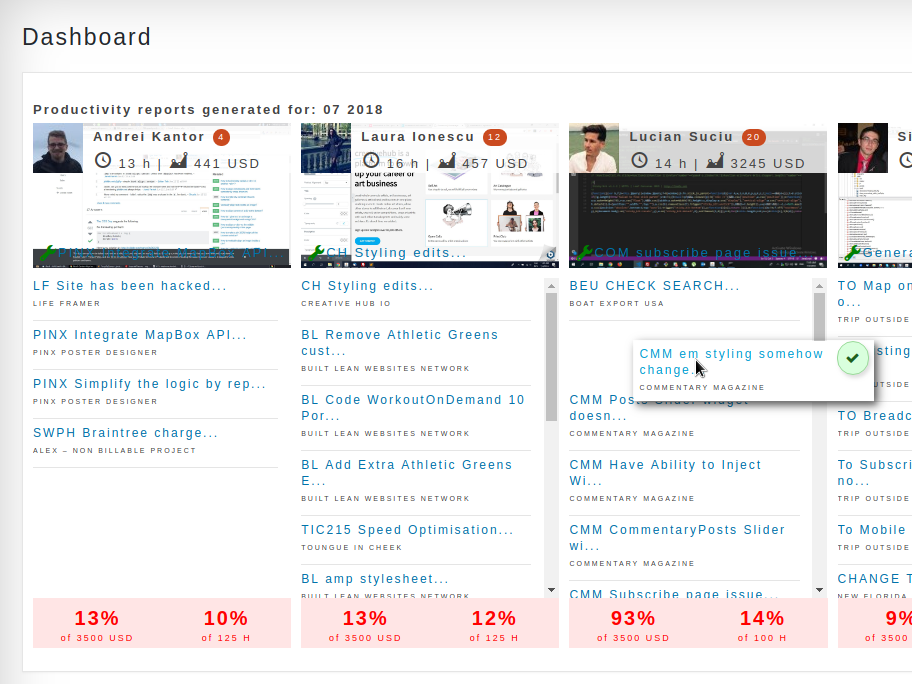 Dashboard
Productivity reports generated for: 07 2018
Andrei Kantor 4
13 h | 441 USD
PINX Integrate MapBox API...
LF Site has been hacked...
LIFE FRAMER
PINX Integrate MapBox API...
PINX POSTER DESIGNER
PINX Simplify the logic by rep...
PINX POSTER DESIGNER
SWPH Braintree charge...
ALEX – NON BILLABLE PROJECT
13% 10%
of 3500 USD of 125 H
Laura Ionescu 12
16 h | 457 USD
up your career of
art business
CH Styling edits...
CH Styling edits...
CREATIVE HUB IO
BL Remove Athletic Greens
cust...
BUILT LEAN WEBSITES NETWORK
BL Code WorkoutOnDemand 10
Por...
BUILT LEAN WEBSITES NETWORK
BL Add Extra Athletic Greens
E...
BUILT LEAN WEBSITES NETWORK
TIC215 Speed Optimisation...
TOUNGUE IN CHEEK
BL amp stylesheet...
BUILT LEAN WEBSITES NETWORK
13% 12%
of 3500 USD of 125 H
Lucian Suciu 20
14 h | 3245 USD
COM subscribe page issue...
BEU CHECK SEARCH...
BOAT EXPORT USA
CMM em styling somehow
change...
COMMENTARY MAGAZINE
CMM Posts Slider widget
doesn...
COMMENTARY MAGAZINE
CMM Have Ability to Inject
Wi...
COMMENTARY MAGAZINE
CMM CommentaryPosts Slider
wi...
COMMENTARY MAGAZINE
CMM Subscribe page issue...
93% 14%
of 3500 USD of 100 H
Si
Genera
TO Map on
o...
TRIP OUTSIDE
sting
OUTSIDE
TO Breadc
TRIP OUTSIDE
To Subscri
no...
TRIP OUTSIDE
To Mobile
TRIP OUTSIDE
CHANGE T
NEW FLORIDA
9%
of 3500